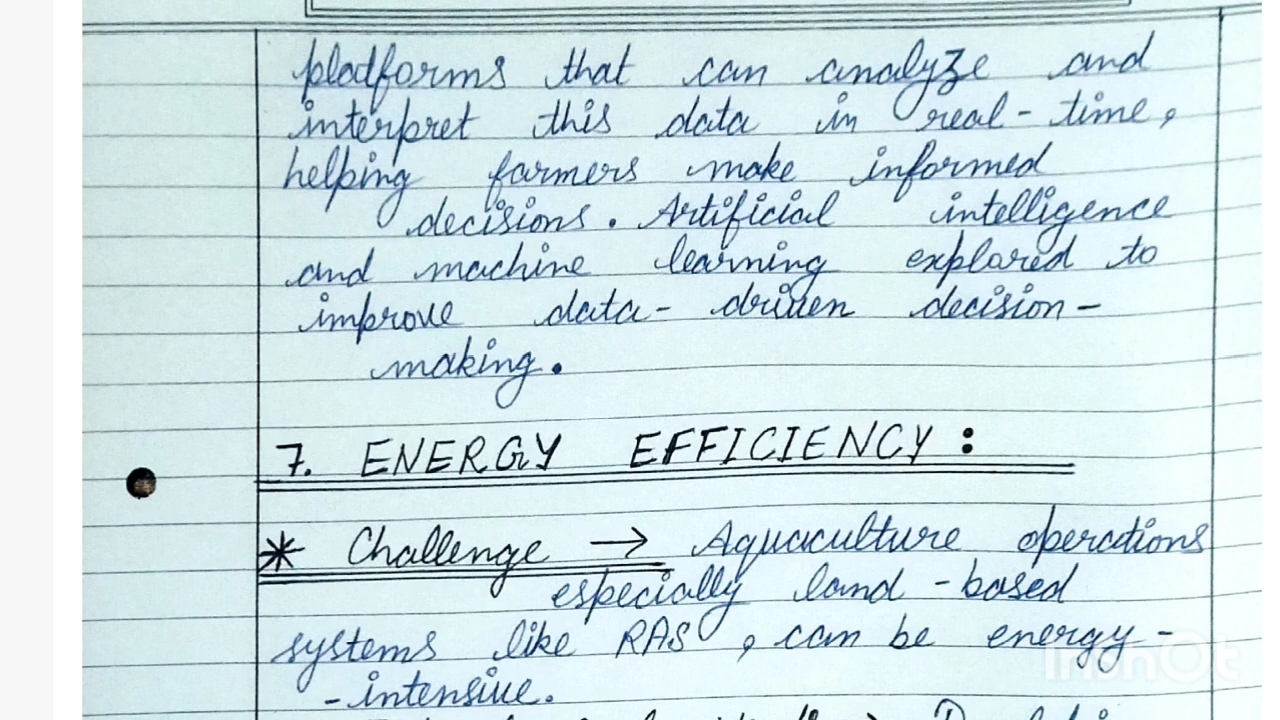 platforms that can analyze and
interpret this data in real-time,
helping farmers make informed
decisions. Artificial intelligence
and machine learning explored to
improve data-driven decision-
making.
7. ENERGY EFFICIENCY :
* Challenge → Aquaculture operations
especially land-based
systems like RAS, can be energy-
-intensive.